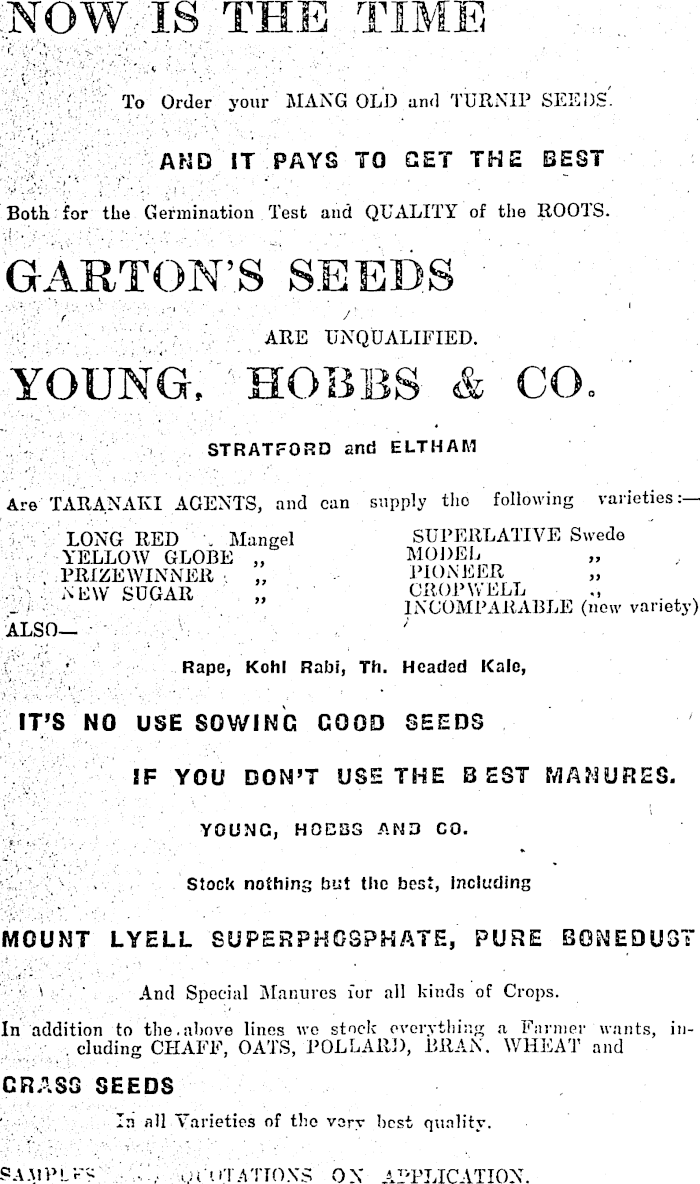 NOW IS THE TIME
To Order your MANGOLD and TURNIP SEEDS.
AND IT PAYS TO GET THE BEST
Both for the Germination Test and QUALITY of the ROOTS.
GARTON'S SEEDS
ARE UNQUALIFIED.
YOUNG, HOBBS & CO.
STRATFORD and ELTHAM
Are TARANAKI AGENTS, and can supply the following varieties:—
LONG RED Mangel
YELLOW GLOBE „
PRIZEWINNER „
NEW SUGAR „
SUPERLATIVE Swede
MODEL „
PIONEER „
CROPWELL „
INCOMPARABLE (new variety)
ALSO—
Rape, Kohl Rabi, Th. Headed Kale,
IT'S NO USE SOWING GOOD SEEDS
IF YOU DON'T USE THE BEST MANURES.
YOUNG, HOBBS AND CO.
Stock nothing but the best, including
MOUNT LYELL SUPERPHOSPHATE, PURE BONEDUST
And Special Manures for all kinds of Crops.
In addition to the above lines we stock everything a Farmer wants, in-
cluding CHAFF, OATS, POLLARD, BRAN, WHEAT and
GRASS SEEDS
In all Varieties of the very best quality.
SAMPLES QUOTATIONS ON APPLICATION.